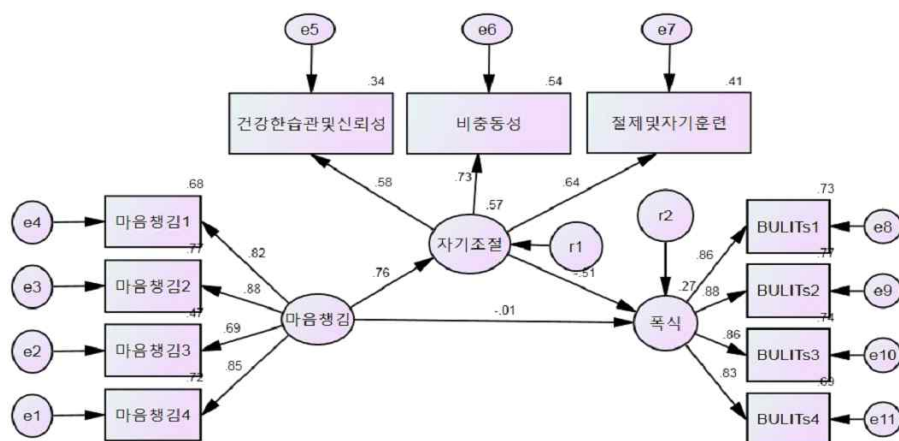 e5 e6 e7
.34 .54 .41
건강한습관및신뢰성 비충동성 절제및자기훈련
.58 .73 .64
.68 .57 .73
e4 마음챙김1 자기조절 r1 r2 BULITs1 e8
.82 .86
.77 .76 -.51 .77
e3 마음챙김2 .88 .27 .88 BULITs2 e9
.47 마음챙김 -.01 폭식 .74
e2 마음챙김3 .69 .86 BULITs3 e10
.72 .85 .83 .69
e1 마음챙김4 BULITs4 e11